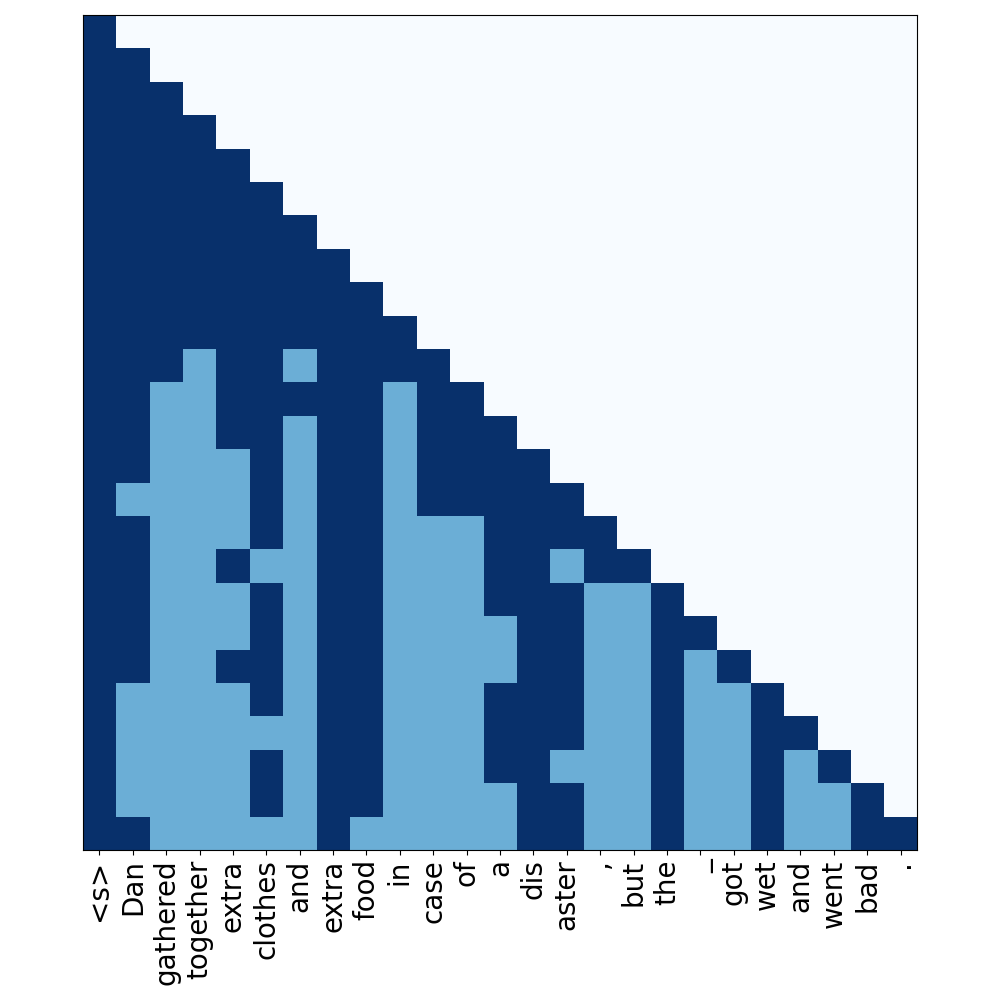 <s>
Dan
gathered
together
extra
clothes
and
extra
food
in
case
of
a
dis
aster
,
but
the
_
got
wet
and
went
bad
.